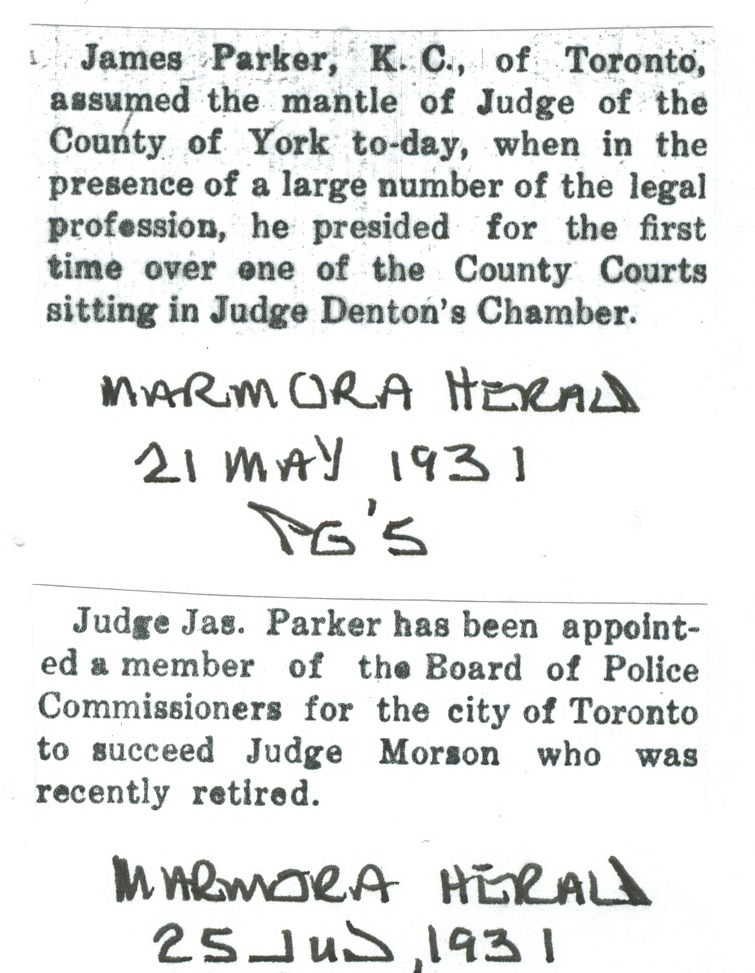 James Parker, K. C., of Toronto,
assumed the mantle of Judge of the
County of York to-day, when in the
presence of a large number of the legal
profession, he presided for the first
time over one of the County Courts
sitting in Judge Denton's Chamber.
MARMORA HERALD
21 MAY 1931
PG'5
Judge Jas. Parker has been appoint-
ed a member of the Board of Police
Commissioners for the city of Toronto
to succeed Judge Morson who was
recently retired.
MARMORA HERALD
25 JUN, 1931